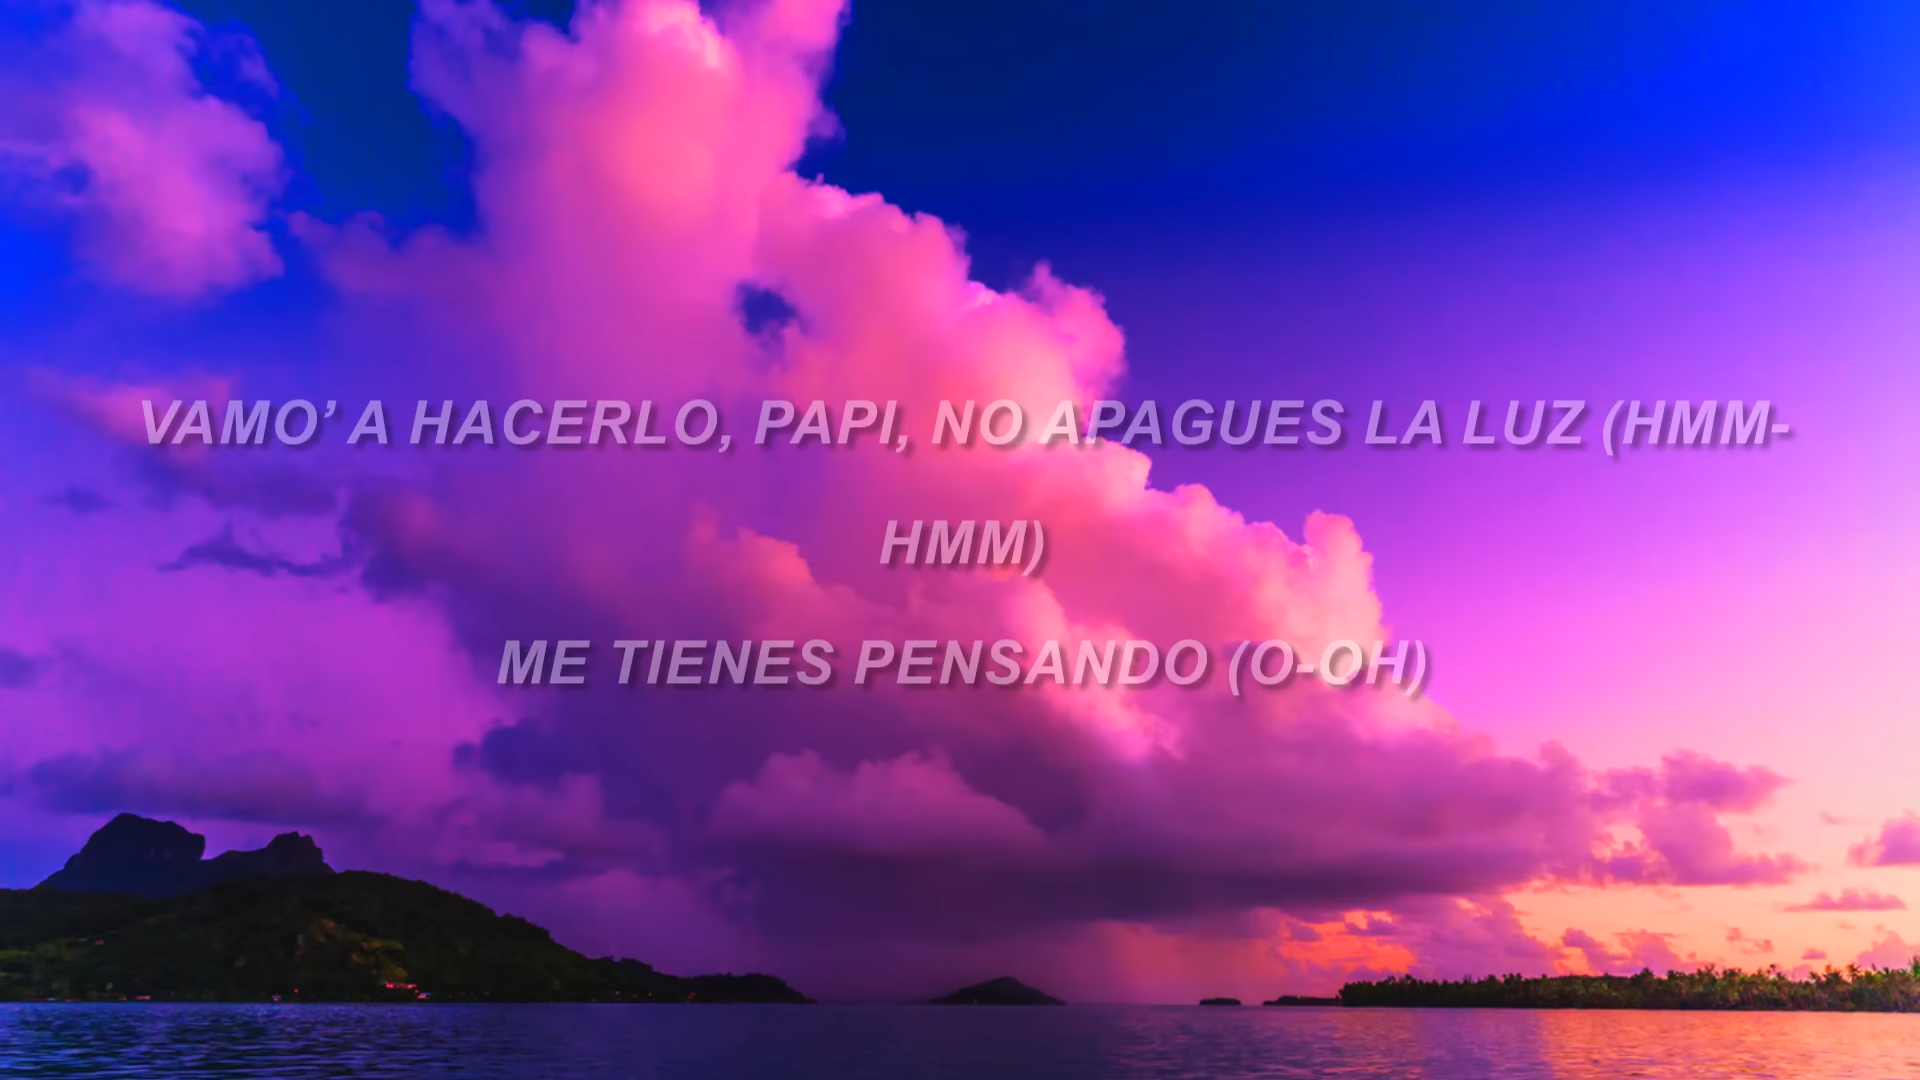 VAMO’ A HACERLO, PAPI, NO APAGUES LA LUZ (HMM-
HMM)
ME TIENES PENSANDO (O-OH)